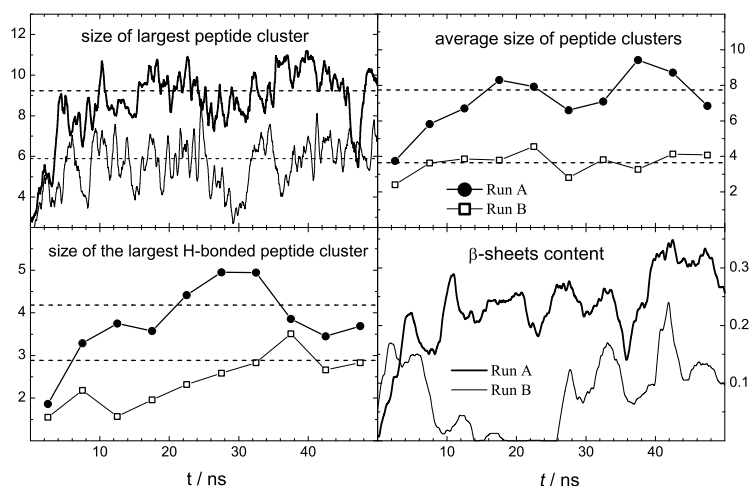 size of largest peptide cluster
average size of peptide clusters
12
10
8
6
4
10
8
6
4
2
Run A
Run B
size of the largest H-bonded peptide cluster
β-sheets content
5
4
3
2
0.3
0.2
0.1
Run A
Run B
10 20 30 40
10 20 30 40
t / ns
t / ns